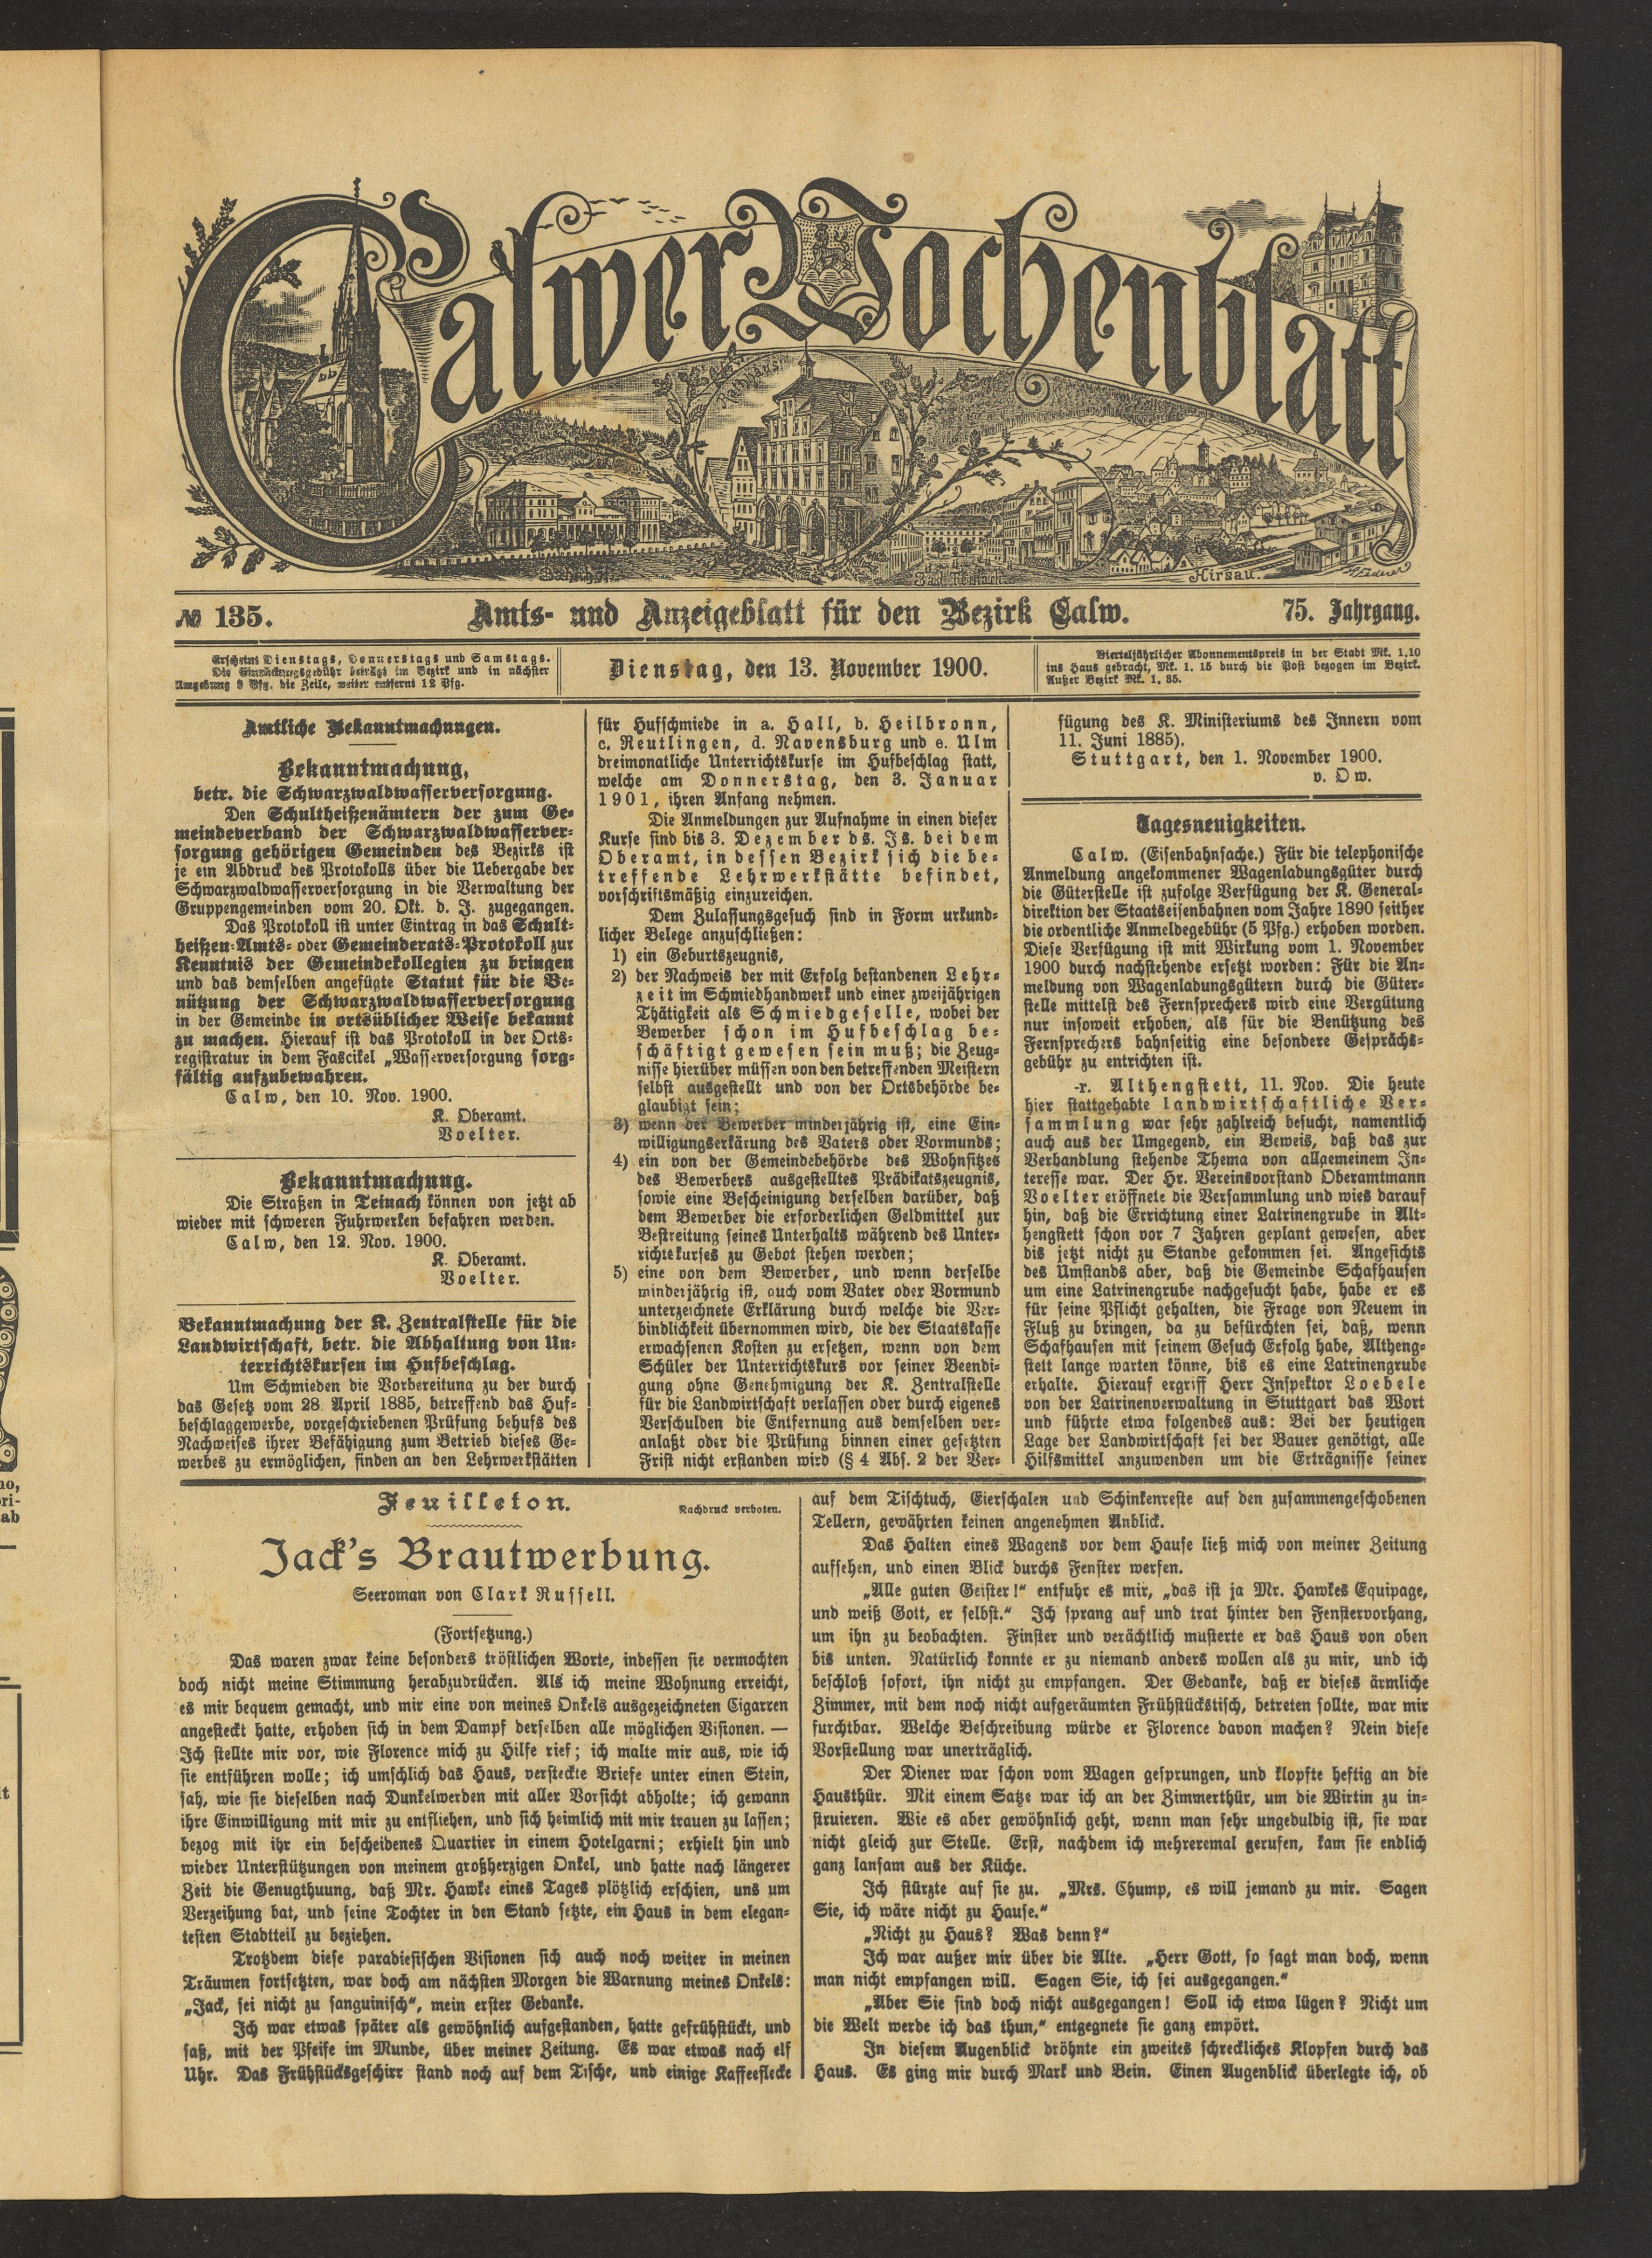 Calwer Wochenblatt
Rathhaus.
Bahnhof.
Bad Teinach.
Hirsau.
№ 135.
Amts- und Anzeigeblatt für den Bezirk Calw.
75. Jahrgang.
Erscheint Dienstags, Donnerstags und Samstags.
Die Einrückungsgebühr beträgt im Bezirk und in nächster
Umgebung 9 Pfg. die Zeile, weiter entfernt 12 Pfg.
Dienstag, den 13. November 1900.
Vierteljährlicher Abonnementspreis in der Stadt Mk. 1.10
ins Haus gebracht, Mk. 1. 15 durch die Post bezogen im Bezirk.
Außer Bezirk Mk. 1. 35.
Amtliche Bekanntmachungen.
Bekanntmachung,
betr. die Schwarzwaldwasserversorgung.
Den Schultheißenämtern der zum Ge-
meindeverband der Schwarzwaldwasserver-
sorgung gehörigen Gemeinden des Bezirks ist
je ein Abdruck des Protokolls über die Uebergabe der
Schwarzwaldwasserversorgung in die Verwaltung der
Gruppengemeinden vom 20. Okt. d. J. zugegangen.
Das Protokoll ist unter Eintrag in das Schult-
heißen-Amts- oder Gemeinderats-Protokoll zur
Kenntnis der Gemeindekollegien zu bringen
und das demselben angefügte Statut für die Be-
nützung der Schwarzwaldwasserversorgung
in der Gemeinde in ortsüblicher Weise bekannt
zu machen. Hierauf ist das Protokoll in der Orts-
registratur in dem Fascikel „Wasserversorgung sorg-
fältig aufzubewahren.
Calw, den 10. Nov. 1900.
K. Oberamt.
Voelter.
Bekanntmachung.
Die Straßen in Teinach können von jetzt ab
wieder mit schweren Fuhrwerken befahren werden.
Calw, den 12. Nov. 1900.
K. Oberamt.
Voelter.
Bekanntmachung der K. Zentralstelle für die
Landwirtschaft, betr. die Abhaltung von Un-
terrichtskursen im Hufbeschlag.
Um Schmieden die Vorbereitung zu der durch
das Gesetz vom 28. April 1885, betreffend das Huf-
beschlaggewerbe, vorgeschriebenen Prüfung behufs des
Nachweises ihrer Befähigung zum Betrieb dieses Ge-
werbes zu ermöglichen, finden an den Lehrwerkstätten
für Hufschmiede in a. Hall, b. Heilbronn,
c. Reutlingen, d. Ravensburg und e. Ulm
dreimonatliche Unterrichtskurse im Hufbeschlag statt,
welche am Donnerstag, den 3. Januar
1901, ihren Anfang nehmen.
Die Anmeldungen zur Aufnahme in einen dieser
Kurse sind bis 3. Dezember ds. Js. bei dem
Oberamt, in dessen Bezirk sich die be-
treffende Lehrwerkstätte befindet,
vorschriftsmäßig einzureichen.
Dem Zulassungsgesuch sind in Form urkund-
licher Belege anzuschließen:
1) ein Geburtszeugnis,
2) der Nachweis der mit Erfolg bestandenen Lehr-
zeit im Schmiedhandwerk und einer zweijährigen
Thätigkeit als Schmiedgeselle, wobei der
Bewerber schon im Hufbeschlag be-
schäftigt gewesen sein muß; die Zeug-
nisse hierüber müssen von den betreffenden Meistern
selbst ausgestellt und von der Ortsbehörde be-
glaubigt sein;
3) wenn der Bewerber minderjährig ist, eine Ein-
willigungserklärung des Vaters oder Vormunds;
4) ein von der Gemeindebehörde des Wohnsitzes
des Bewerbers ausgestelltes Prädikatszeugnis,
sowie eine Bescheinigung derselben darüber, daß
dem Bewerber die erforderlichen Geldmittel zur
Bestreitung seines Unterhalts während des Unter-
richtskurses zu Gebot stehen werden;
5) eine von dem Bewerber, und wenn derselbe
minderjährig ist, auch vom Vater oder Vormund
unterzeichnete Erklärung durch welche die Ver-
bindlichkeit übernommen wird, die der Staatskasse
erwachsenen Kosten zu ersetzen, wenn von dem
Schüler der Unterrichtskurs vor seiner Beendi-
gung ohne Genehmigung der K. Zentralstelle
für die Landwirtschaft verlassen oder durch eigenes
Verschulden die Entfernung aus demselben ver-
anlaßt oder die Prüfung binnen einer gesetzten
Frist nicht erstanden wird (§ 4 Abs. 2 der Ver-
fügung des K. Ministeriums des Innern vom
11. Juni 1885).
Stuttgart, den 1. November 1900.
v. Ow.
Tagesneuigkeiten.
Calw. (Eisenbahnsache.) Für die telephonische
Anmeldung angekommener Wagenladungsgüter durch
die Güterstelle ist zufolge Verfügung der K. General-
direktion der Staatseisenbahnen vom Jahre 1890 seither
die ordentliche Anmeldegebühr (5 Pfg.) erhoben worden.
Diese Verfügung ist mit Wirkung vom 1. November
1900 durch nachstehende ersetzt worden: Für die An-
meldung von Wagenladungsgütern durch die Güter-
stelle mittelst des Fernsprechers wird eine Vergütung
nur insoweit erhoben, als für die Benützung des
Fernsprechers bahnseitig eine besondere Gesprächs-
gebühr zu entrichten ist.
-r. Althengstett, 11. Nov. Die heute
hier stattgehabte landwirtschaftliche Ver-
sammlung war sehr zahlreich besucht, namentlich
auch aus der Umgegend, ein Beweis, daß das zur
Verhandlung stehende Thema von allgemeinem In-
teresse war. Der Hr. Vereinsvorstand Oberamtmann
Voelter eröffnete die Versammlung und wies darauf
hin, daß die Errichtung einer Latrinengrube in Alt-
hengstett schon vor 7 Jahren geplant gewesen, aber
bis jetzt nicht zu Stande gekommen sei. Angesichts
des Umstands aber, daß die Gemeinde Schafhausen
um eine Latrinengrube nachgesucht habe, habe er es
für seine Pflicht gehalten, die Frage von Neuem in
Fluß zu bringen, da zu befürchten sei, daß, wenn
Schafhausen mit seinem Gesuch Erfolg habe, Altheng-
stett lange warten könne, bis es eine Latrinengrube
erhalte. Hierauf ergriff Herr Inspektor Loebele
von der Latrinenverwaltung in Stuttgart das Wort
und führte etwa folgendes aus: Bei der heutigen
Lage der Landwirtschaft sei der Bauer genötigt, alle
Hilfsmittel anzuwenden um die Erträgnisse seiner
Feuilleton.
Nachdruck verboten.
Jack's Brautwerbung.
Seeroman von Clark Russell.
(Fortsetzung.)
Das waren zwar keine besonders tröstlichen Worte, indessen sie vermochten
doch nicht meine Stimmung herabzudrücken. Als ich meine Wohnung erreicht,
es mir bequem gemacht, und mir eine von meines Onkels ausgezeichneten Cigarren
angesteckt hatte, erhoben sich in dem Dampf derselben alle möglichen Visionen. —
Ich stellte mir vor, wie Florence mich zu Hilfe rief; ich malte mir aus, wie ich
sie entführen wolle; ich umschlich das Haus, versteckte Briefe unter einen Stein,
sah, wie sie dieselben nach Dunkelwerden mit aller Vorsicht abholte; ich gewann
ihre Einwilligung mit mir zu entfliehen, und sich heimlich mit mir trauen zu lassen;
bezog mit ihr ein bescheidenes Quartier in einem Hotelgarni; erhielt hin und
wieder Unterstützungen von meinem großherzigen Onkel, und hatte nach längerer
Zeit die Genugthuung, daß Mr. Hawke eines Tages plötzlich erschien, uns um
Verzeihung bat, und seine Tochter in den Stand setzte, ein Haus in dem elegan-
testen Stadtteil zu beziehen.
Trotzdem diese paradiesischen Visionen sich auch noch weiter in meinen
Träumen fortsetzten, war doch am nächsten Morgen die Warnung meines Onkels:
„Jack, sei nicht zu sanguinisch“, mein erster Gedanke.
Ich war etwas später als gewöhnlich aufgestanden, hatte gefrühstückt, und
saß, mit der Pfeife im Munde, über meiner Zeitung. Es war etwas nach elf
Uhr. Das Frühstücksgeschirr stand noch auf dem Tische, und einige Kaffeeflecke
auf dem Tischtuch, Eierschalen und Schinkenreste auf den zusammengeschobenen
Tellern, gewährten keinen angenehmen Anblick.
Das Halten eines Wagens vor dem Hause ließ mich von meiner Zeitung
aufsehen, und einen Blick durchs Fenster werfen.
„Alle guten Geister!“ entfuhr es mir, „das ist ja Mr. Hawkes Equipage,
und weiß Gott, er selbst.“ Ich sprang auf und trat hinter den Fenstervorhang,
um ihn zu beobachten. Finster und verächtlich musterte er das Haus von oben
bis unten. Natürlich konnte er zu niemand anders wollen als zu mir, und ich
beschloß sofort, ihn nicht zu empfangen. Der Gedanke, daß er dieses ärmliche
Zimmer, mit dem noch nicht aufgeräumten Frühstückstisch, betreten sollte, war mir
furchtbar. Welche Beschreibung würde er Florence davon machen? Nein diese
Vorstellung war unerträglich.
Der Diener war schon vom Wagen gesprungen, und klopfte heftig an die
Hausthür. Mit einem Satze war ich an der Zimmerthür, um die Wirtin zu in-
struieren. Wie es aber gewöhnlich geht, wenn man sehr ungeduldig ist, sie war
nicht gleich zur Stelle. Erst, nachdem ich mehreremal gerufen, kam sie endlich
ganz lansam aus der Küche.
Ich stürzte auf sie zu. „Mrs. Chump, es will jemand zu mir. Sagen
Sie, ich wäre nicht zu Hause.“
„Nicht zu Haus? Was denn?“
Ich war außer mir über die Alte. „Herr Gott, so sagt man doch, wenn
man nicht empfangen will. Sagen Sie, ich sei ausgegangen.“
„Aber Sie sind doch nicht ausgegangen! Soll ich etwa lügen? Nicht um
die Welt werde ich das thun,“ entgegnete sie ganz empört.
In diesem Augenblick dröhnte ein zweites schreckliches Klopfen durch das
Haus. Es ging mir durch Mark und Bein. Einen Augenblick überlegte ich, ob